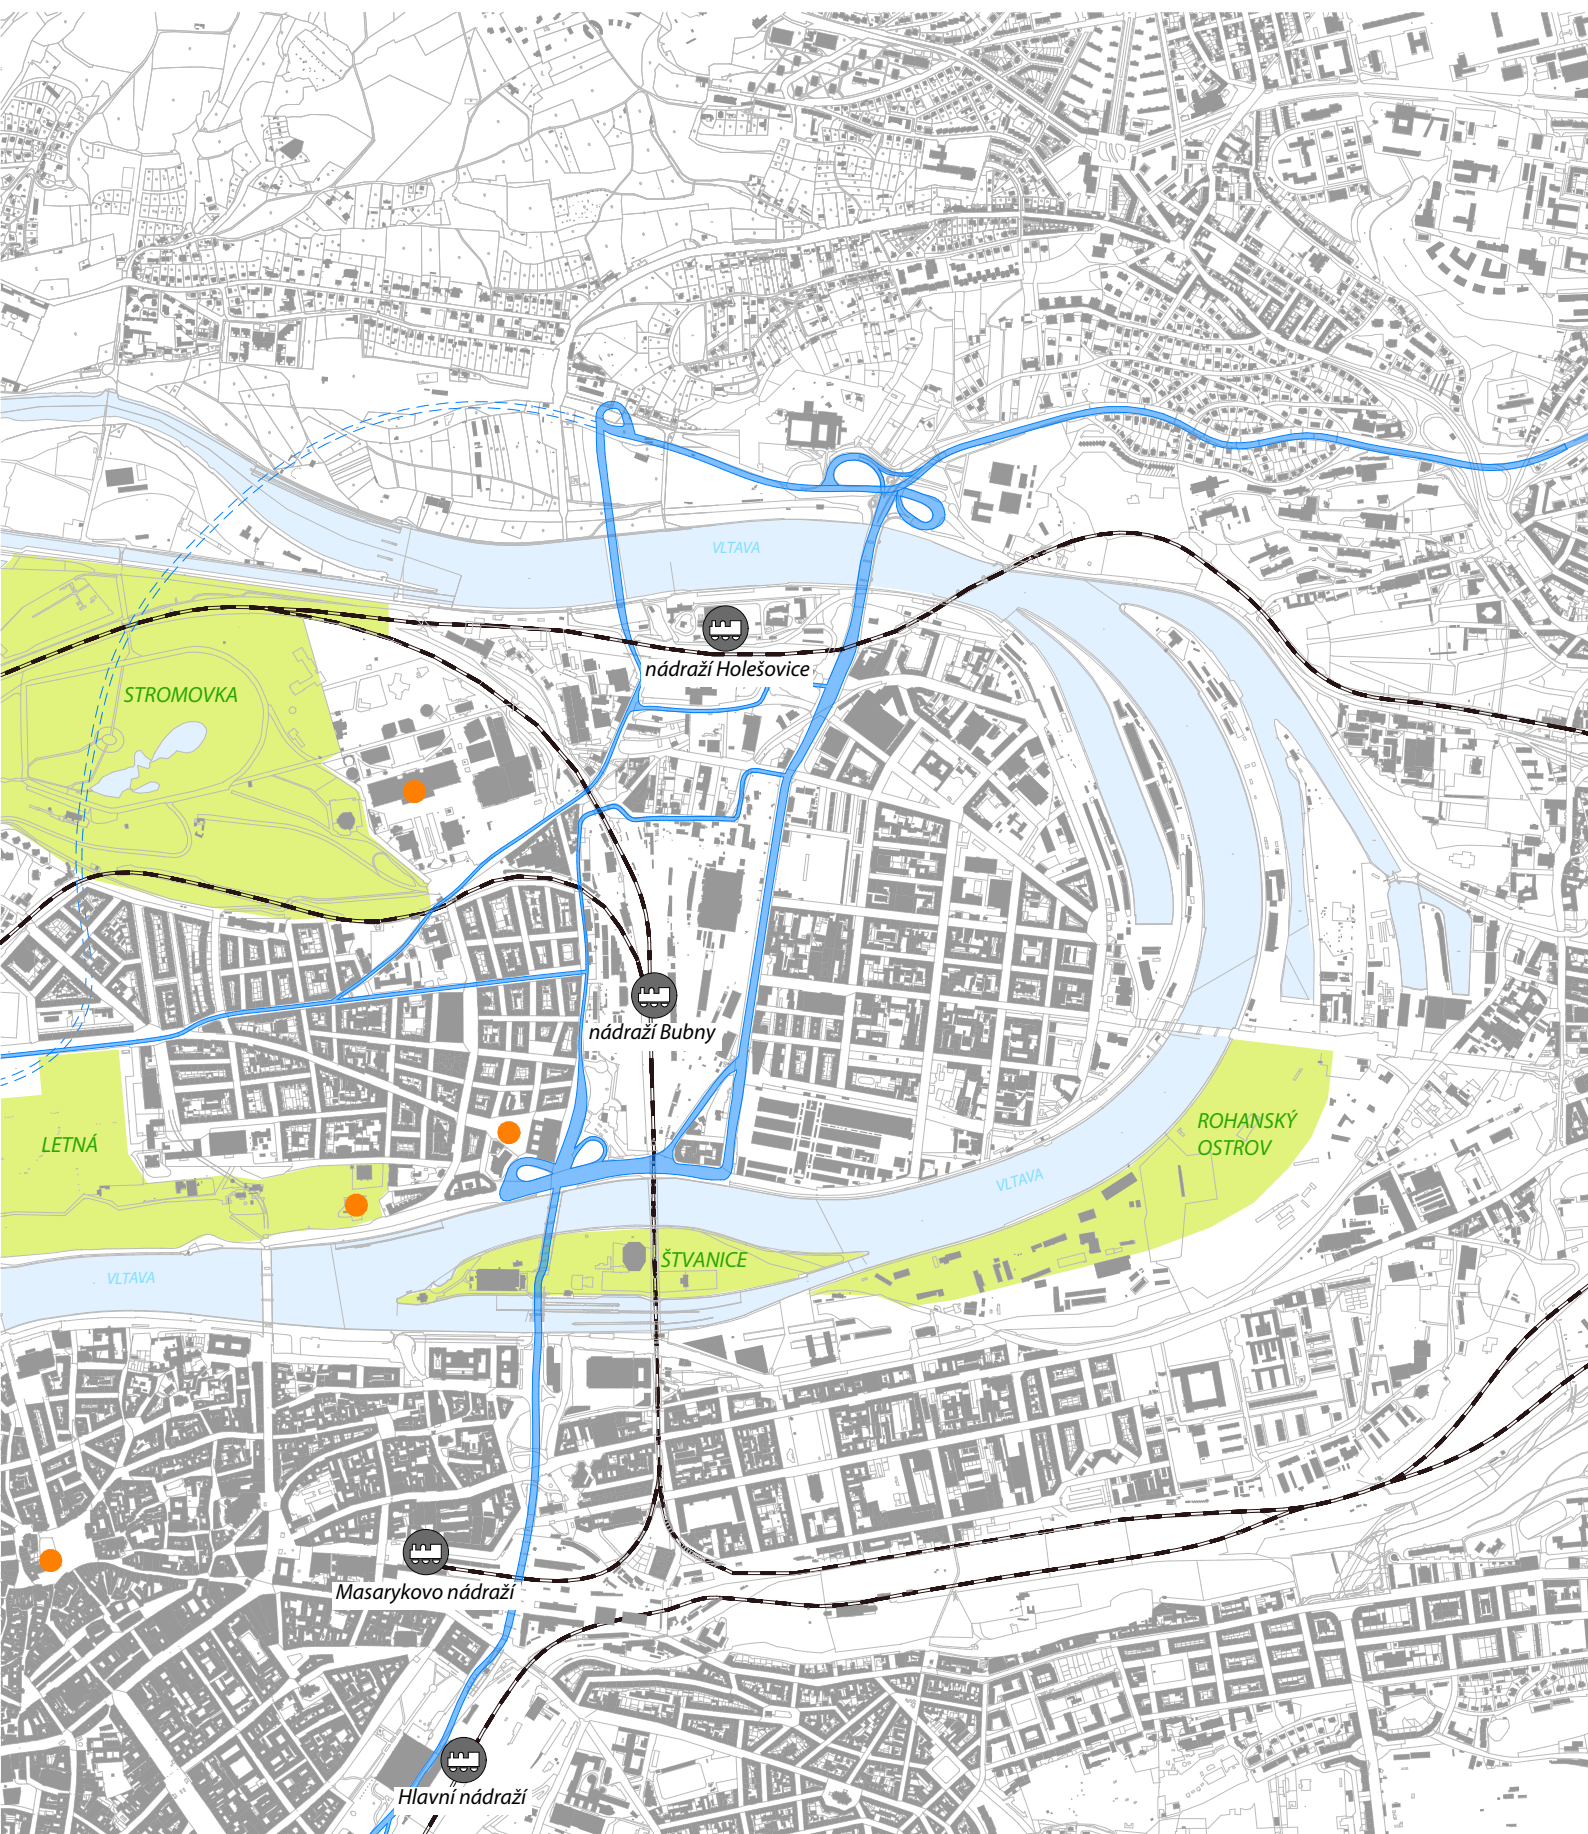 VLTAVA
nádraží Holešovice
STROMOVKA
nádraží Bubny
ROHANSKÝ
OSTROV
LETNÁ
VLTAVA
ŠTVANICE
VLTAVA
Masarykovo nádraží
Hlavní nádraží